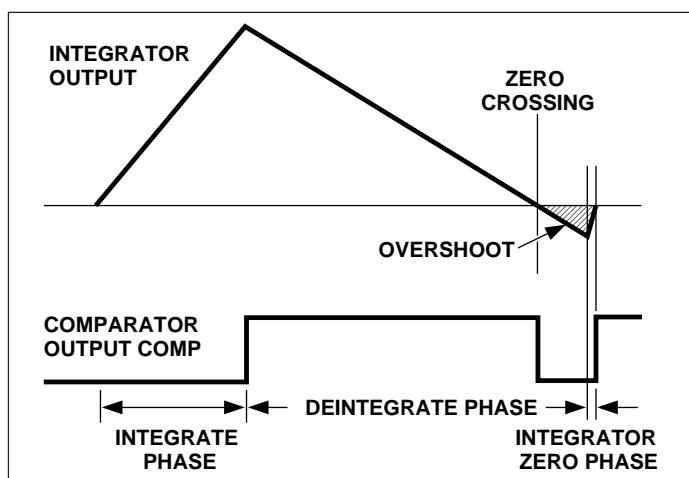 INTEGRATOR
OUTPUT
ZERO
CROSSING
OVERSHOOT
COMPARATOR
OUTPUT COMP
DEINTEGRATE PHASE
INTEGRATE
PHASE
INTEGRATOR
ZERO PHASE